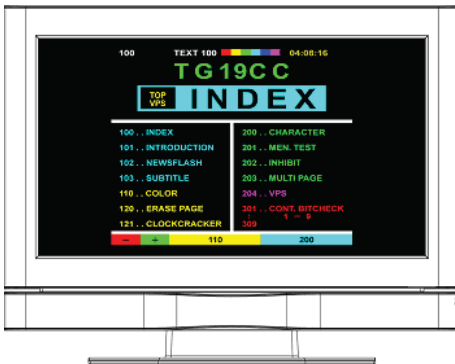 100 TEXT 100 04:08:16
TG19CC
TOP VPS INDEX
100 . . INDEX
101 . . INTRODUCTION
102 . . NEWSFLASH
103 . . SUBTITLE
110 . . COLOR
120 . . ERASE PAGE
121 . . CLOCKCRACKER
200 . . CHARACTER
201 . . MEN. TEST
202 . . INHIBIT
203 . . MULTI PAGE
204 . . VPS
301 . . CONT. BITCHECK
: 1 – 9
309
– + 110 200